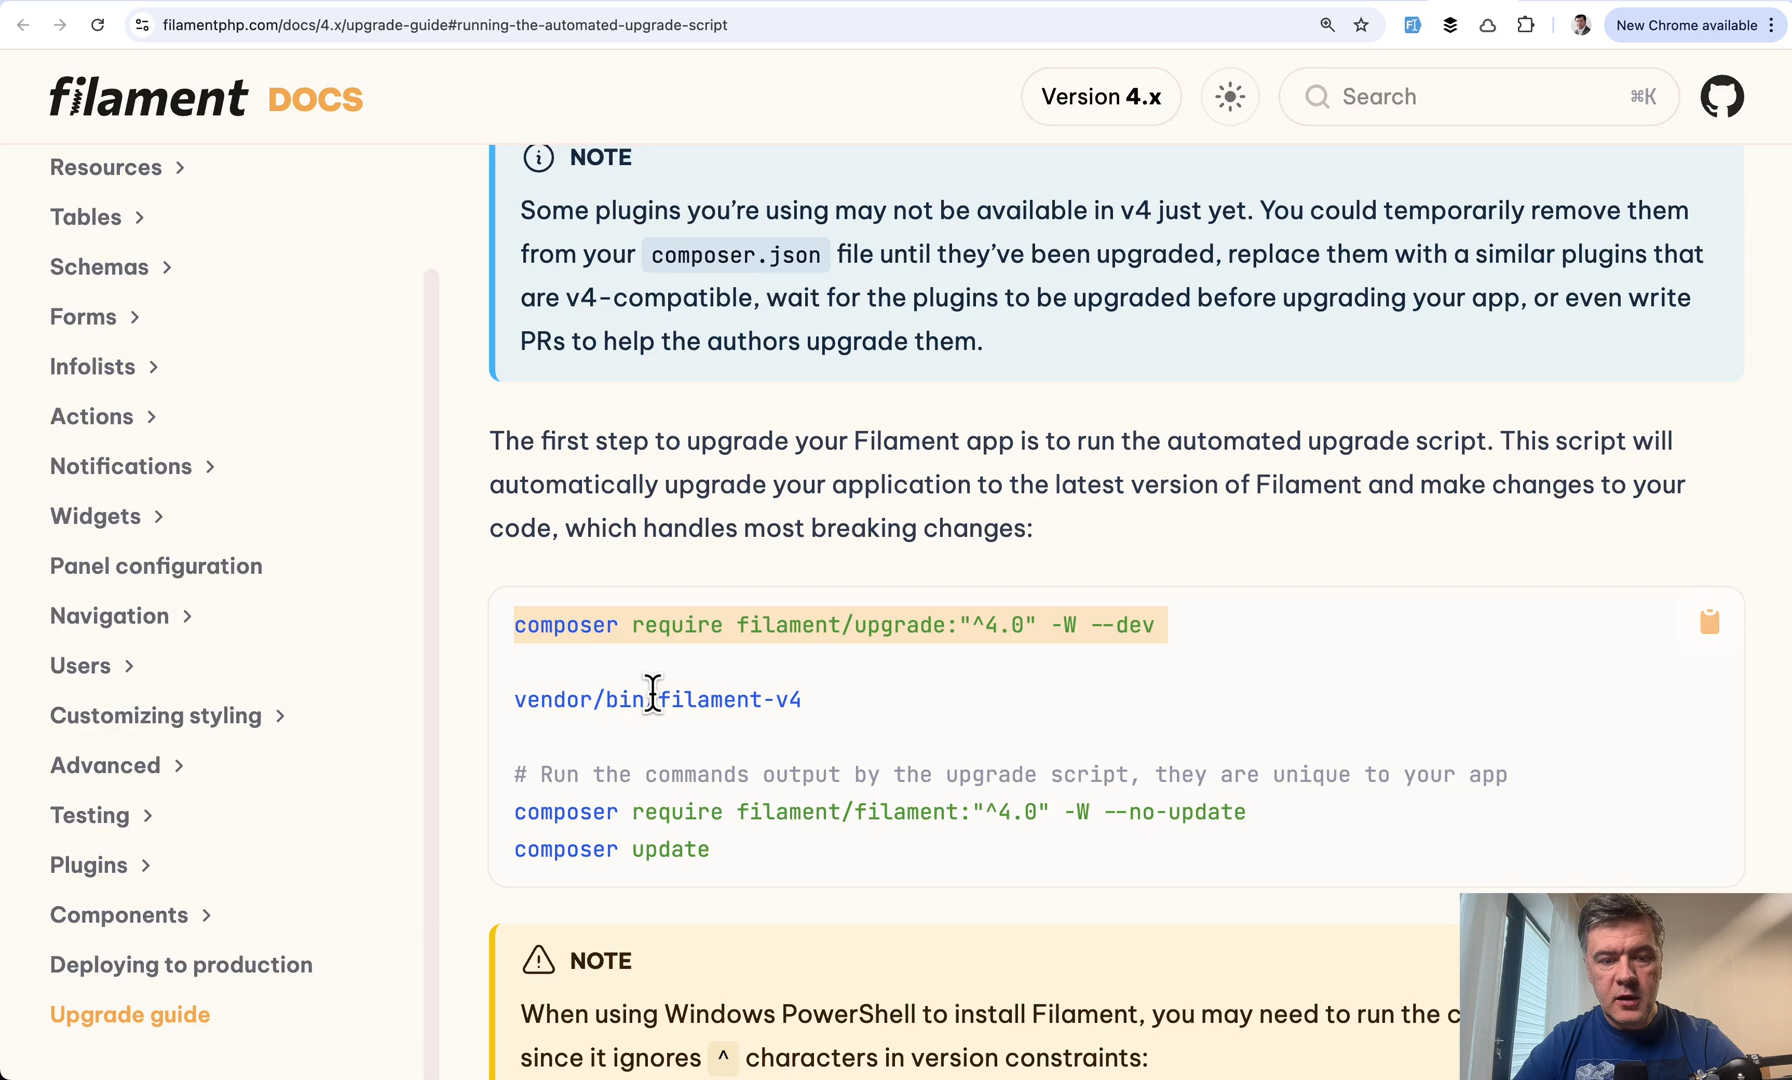 filamentphp.com/docs/4.x/upgrade-guide#running-the-automated-upgrade-script
New Chrome available
filament DOCS
Version 4.x
Search
⌘K
Resources
Tables
Schemas
Forms
Infolists
Actions
Notifications
Widgets
Panel configuration
Navigation
Users
Customizing styling
Advanced
Testing
Plugins
Components
Deploying to production
Upgrade guide
NOTE
Some plugins you’re using may not be available in v4 just yet. You could temporarily remove them
from your composer.json file until they’ve been upgraded, replace them with a similar plugins that
are v4-compatible, wait for the plugins to be upgraded before upgrading your app, or even write
PRs to help the authors upgrade them.
The first step to upgrade your Filament app is to run the automated upgrade script. This script will
automatically upgrade your application to the latest version of Filament and make changes to your
code, which handles most breaking changes:
composer require filament/upgrade:"^4.0" -W --dev
vendor/bin/filament-v4
# Run the commands output by the upgrade script, they are unique to your app
composer require filament/filament:"^4.0" -W --no-update
composer update
NOTE
When using Windows PowerShell to install Filament, you may need to run the c
since it ignores ^ characters in version constraints: